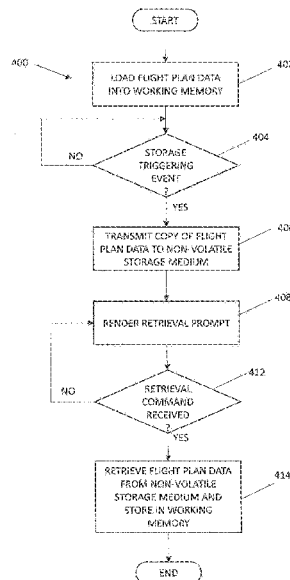 START
400
LOAD FLIGHT PLAN DATA
INTO WORKING MEMORY
402
STORAGE
TRIGGERING
EVENT
?
404
NO
YES
TRANSMIT COPY OF FLIGHT
PLAN DATA TO NON-VOLATILE
STORAGE MEDIUM
406
RENDER RETRIEVAL PROMPT
408
RETRIEVAL
COMMAND
RECEIVED
?
412
NO
YES
RETRIEVE FLIGHT PLAN DATA
FROM NON-VOLATILE
STORAGE MEDIUM AND
STORE IN WORKING
MEMORY
414
END